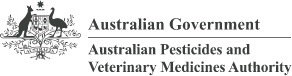 Australian Government
Australian Pesticides and
Veterinary Medicines Authority